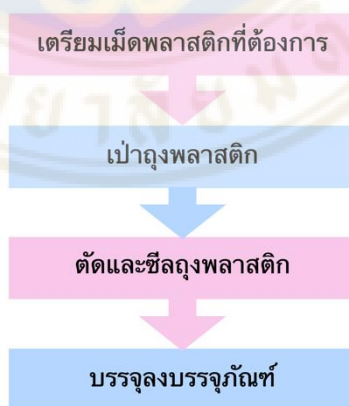 เตรียมเม็ดพลาสติกที่ต้องการ
เป่าถุงพลาสติก
ตัดและซีลถุงพลาสติก
บรรจุลงบรรจุภัณฑ์